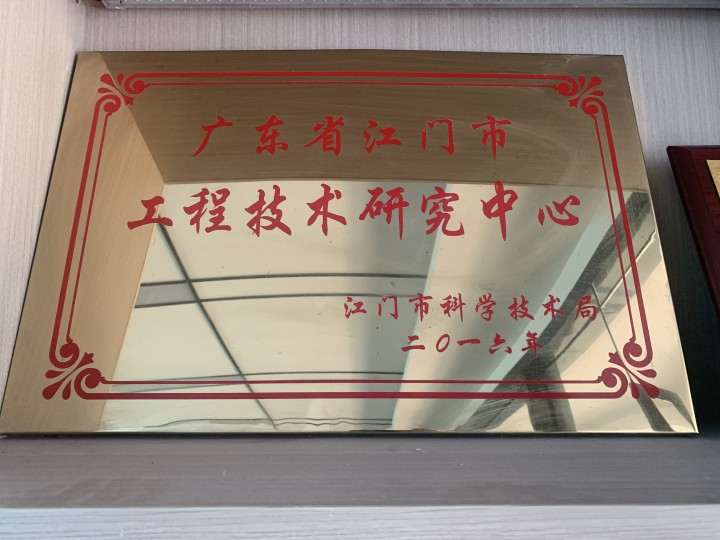 广东省江门市
工程技术研究中心
江门市科学技术局
二〇一六年